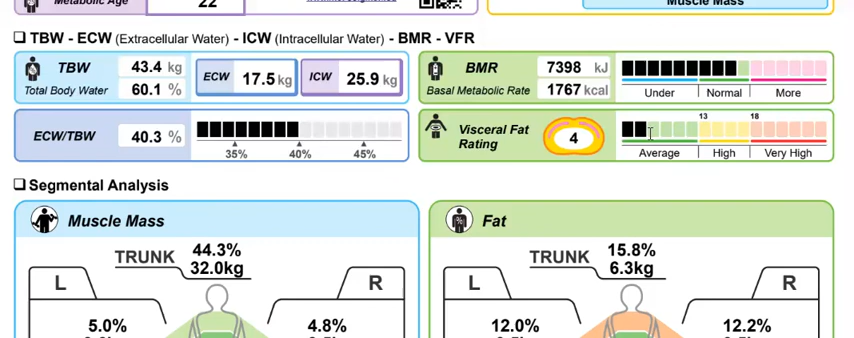 Metabolic Age
22
Muscle Mass
❑ TBW - ECW (Extracellular Water) - ICW (Intracellular Water) - BMR - VFR
TBW
Total Body Water
43.4 kg
60.1 %
ECW 17.5 kg
ICW 25.9 kg
BMR
Basal Metabolic Rate
7398 kJ
1767 kcal
Under Normal More
ECW/TBW 40.3 %
35% 40% 45%
Visceral Fat
Rating
4
13 18
Average High Very High
❑ Segmental Analysis
Muscle Mass
TRUNK 44.3%
32.0kg
L R
5.0% 4.8%
Fat
TRUNK 15.8%
6.3kg
L R
12.0% 12.2%